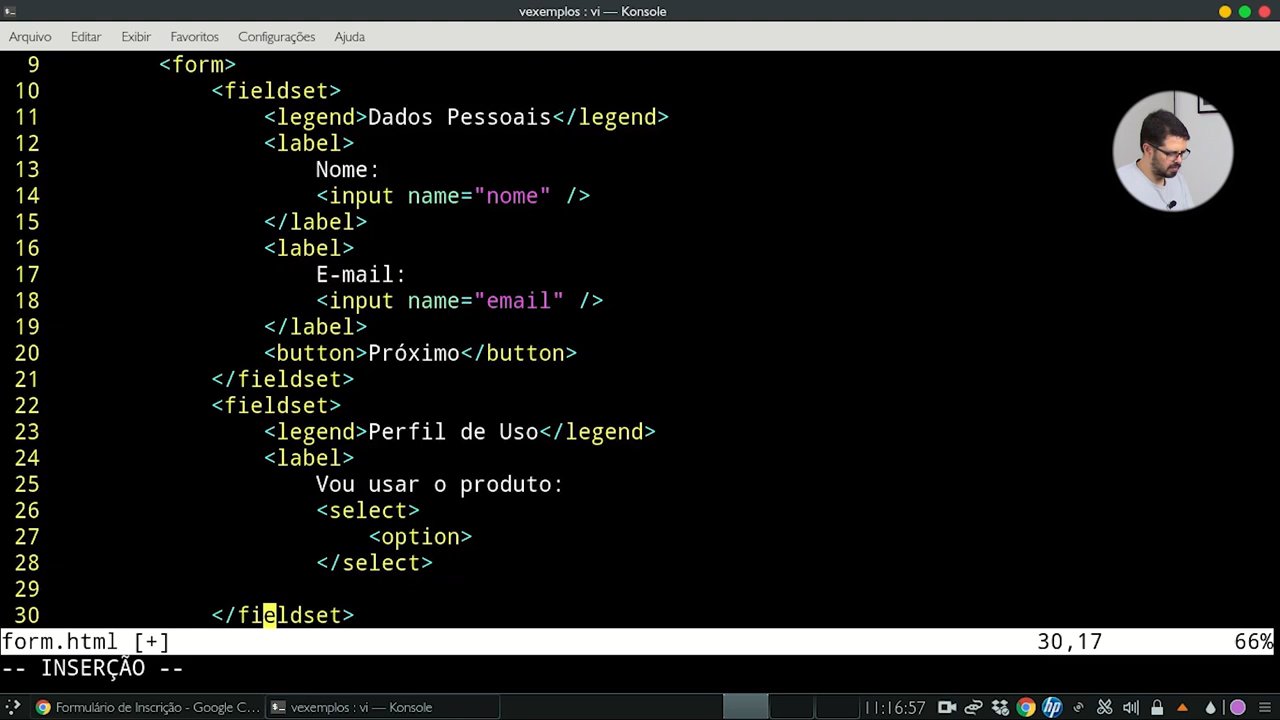 vexemplos : vi — Konsole
Arquivo Editar Exibir Favoritos Configurações Ajuda
9 <form>
10 <fieldset>
11 <legend>Dados Pessoais</legend>
12 <label>
13 Nome:
14 <input name="nome" />
15 </label>
16 <label>
17 E-mail:
18 <input name="email" />
19 </label>
20 <button>Próximo</button>
21 </fieldset>
22 <fieldset>
23 <legend>Perfil de Uso</legend>
24 <label>
25 Vou usar o produto:
26 <select>
27 <option>
28 </select>
29
30 </fieldset>
form.html [+] 30,17 66%
-- INSERÇÃO --
Formulário de Inscrição - Google C... vexemplos : vi — Konsole 11:16:57